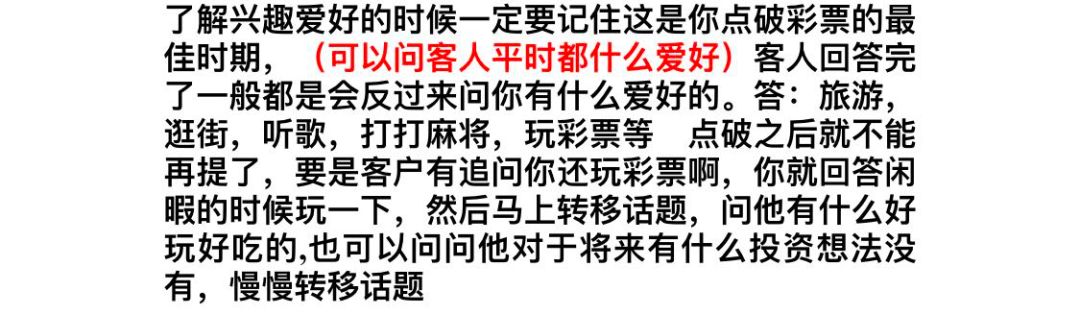 了解兴趣爱好的时候一定要记住这是你点破彩票的最
佳时期，（可以问客人平时都什么爱好）客人回答完
了一般都是会反过来问你有什么爱好的。答：旅游，
逛街，听歌，打打麻将，玩彩票等　点破之后就不能
再提了，要是客户有追问你还玩彩票啊，你就回答闲
暇的时候玩一下，然后马上转移话题，问他有什么好
玩好吃的,也可以问问他对于将来有什么投资想法没
有，慢慢转移话题